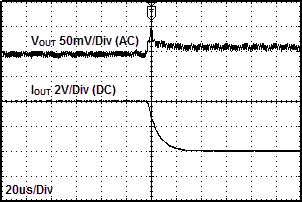 VOUT 50mV/Div (AC)
IOUT 2V/Div (DC)
20us/Div